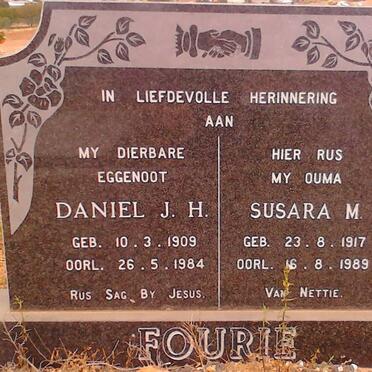 IN LIEFDEVOLLE HERINNERING
AAN
MY DIERBARE
EGGENOOT
DANIEL J. H.
GEB. 10.3.1909
OORL. 26.5.1984
RUS SAG BY JESUS.
HIER RUS
MY OUMA
SUSARA M.
GEB. 23.8.1917
OORL. 16.8.1989
VAN NETTIE.
FOURIE